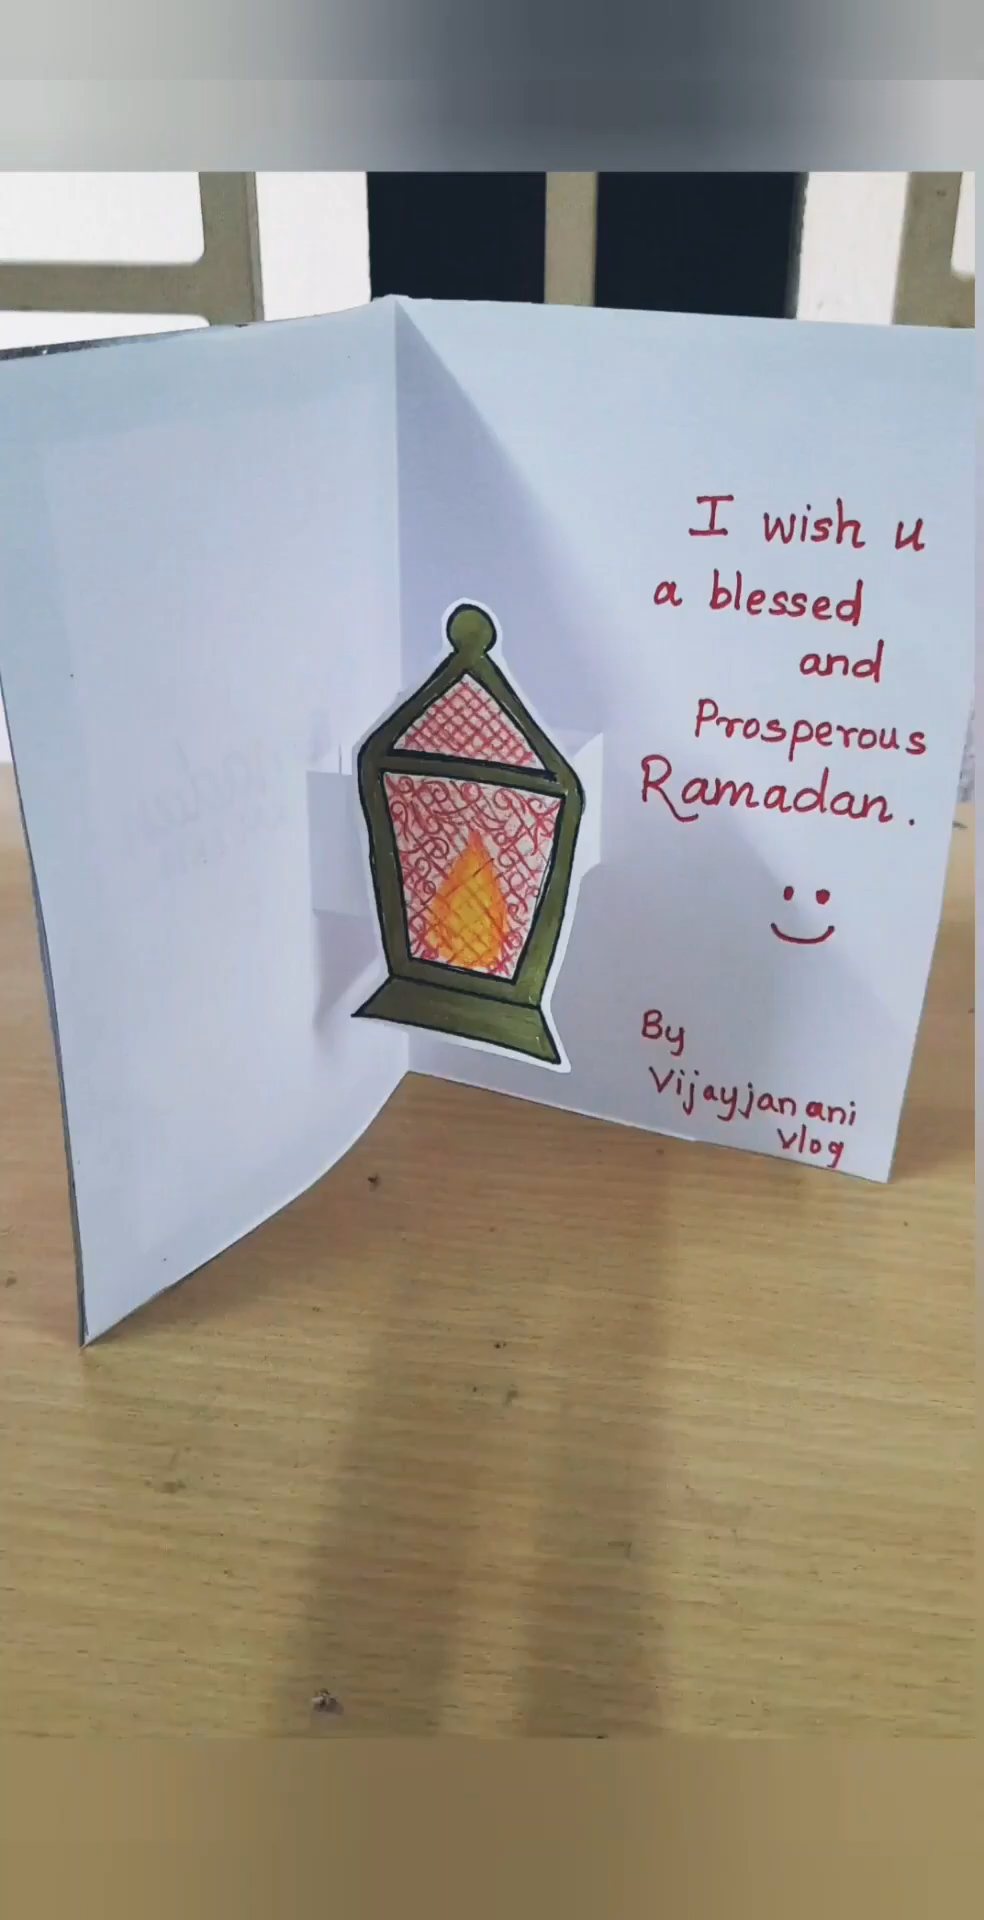 I wish u
a blessed
and
Prosperous
Ramadan.
By
Vijayjanani
vlog